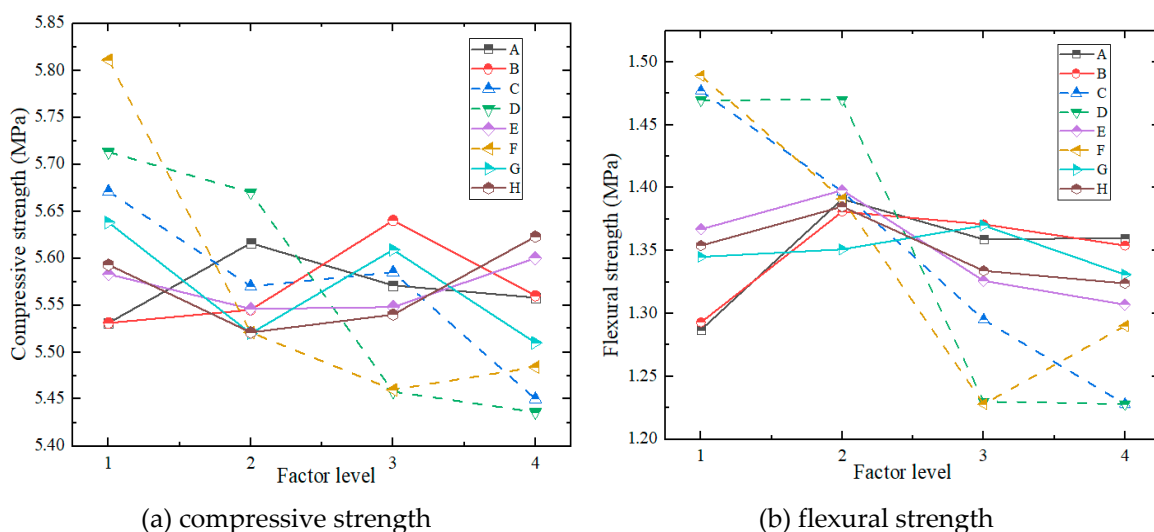 (a)
5.85
5.80
5.75
5.70
5.65
5.60
5.55
5.50
5.45
5.40
Compressive strength (MPa)
1 2 3 4
Factor level
A
B
C
D
E
F
G
H
(a) compressive strength
(b)
1.50
1.45
1.40
1.35
1.30
1.25
1.20
Flexural strength (MPa)
1 2 3 4
Factor level
A
B
C
D
E
F
G
H
(b) flexural strength